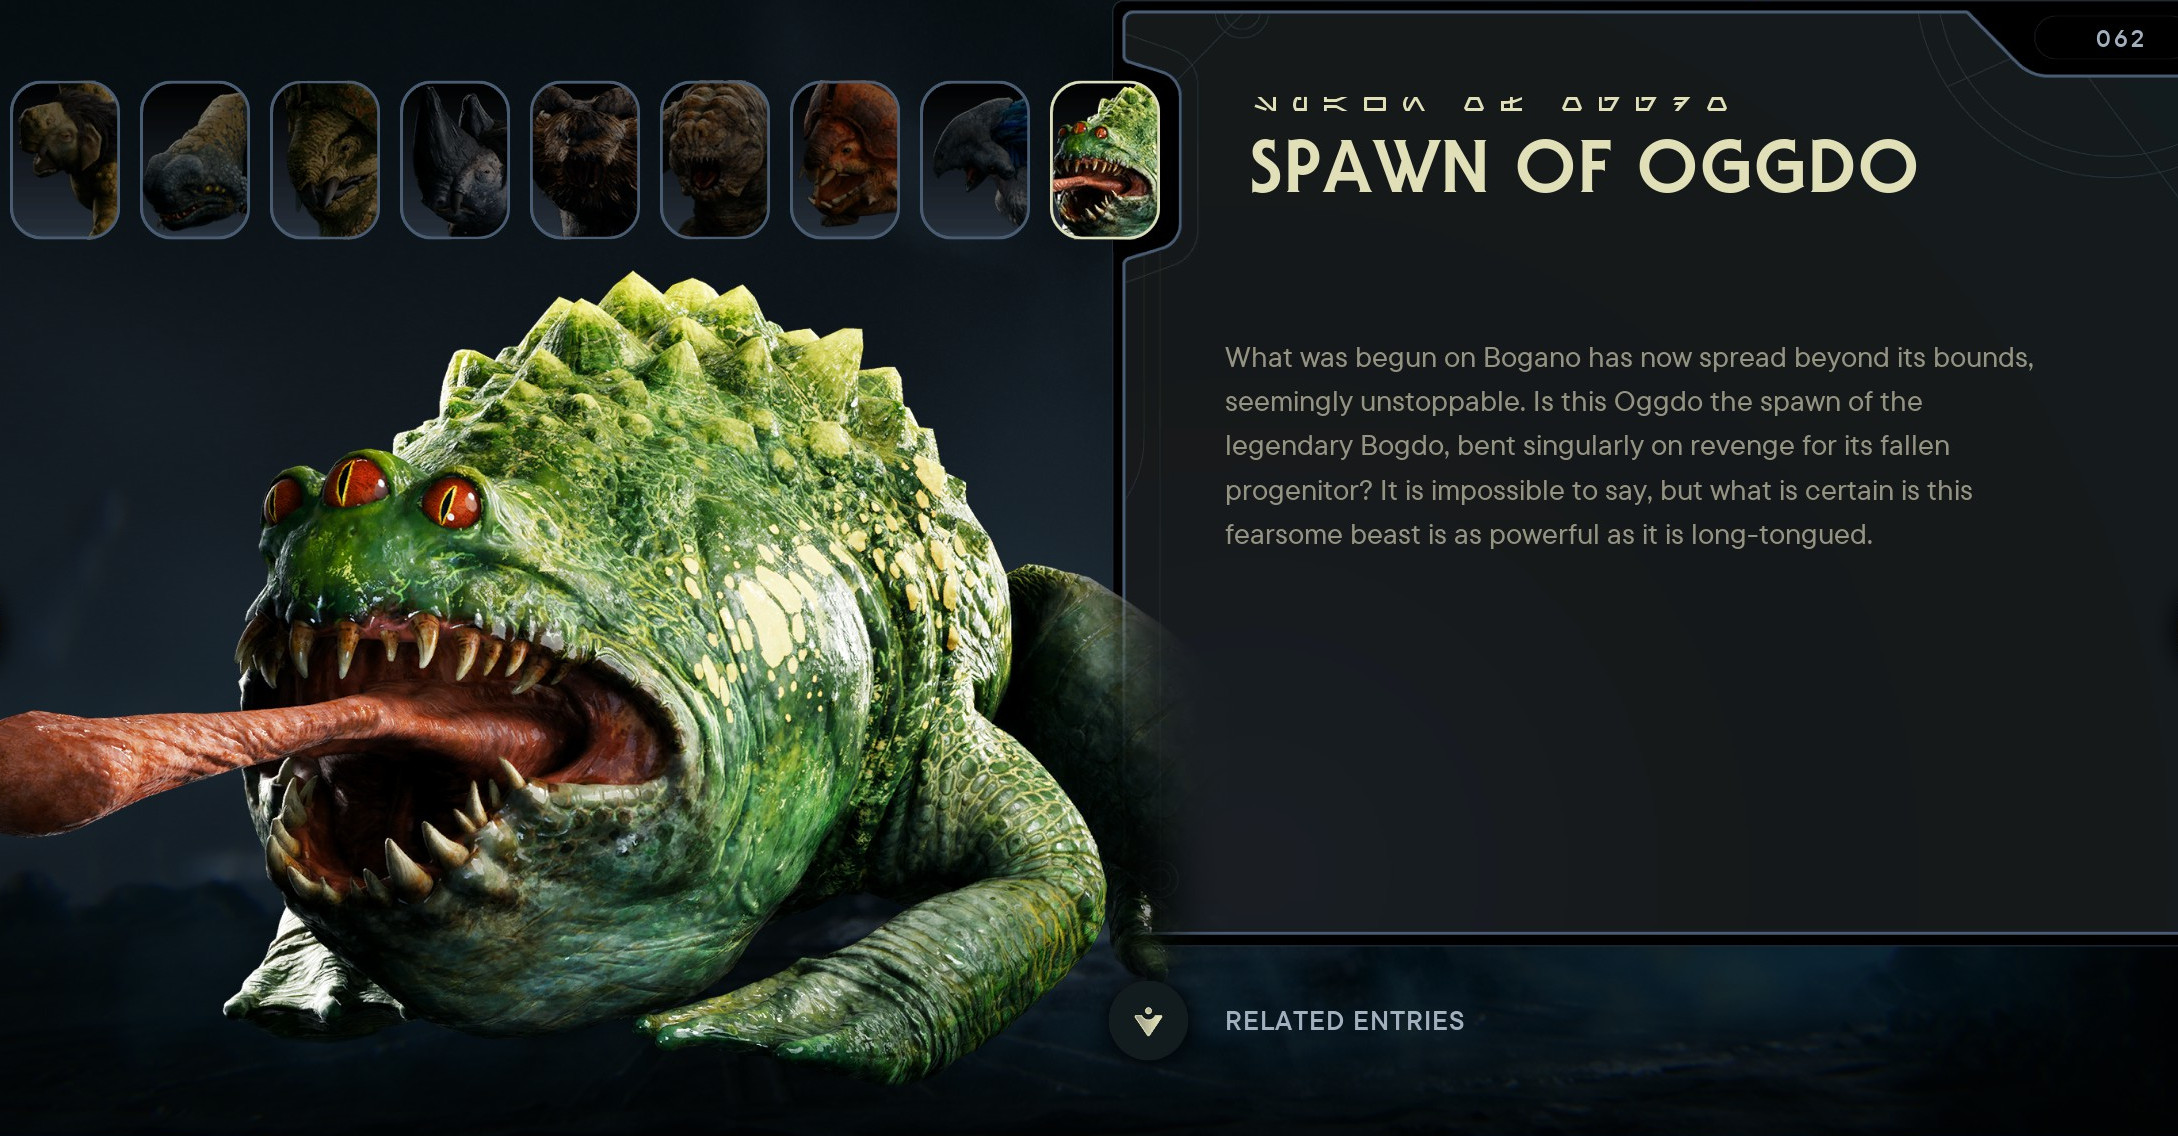 062
SPAWN OF OGGDO
What was begun on Bogano has now spread beyond its bounds,
seemingly unstoppable. Is this Oggdo the spawn of the
legendary Bogdo, bent singularly on revenge for its fallen
progenitor? It is impossible to say, but what is certain is this
fearsome beast is as powerful as it is long-tongued.
RELATED ENTRIES